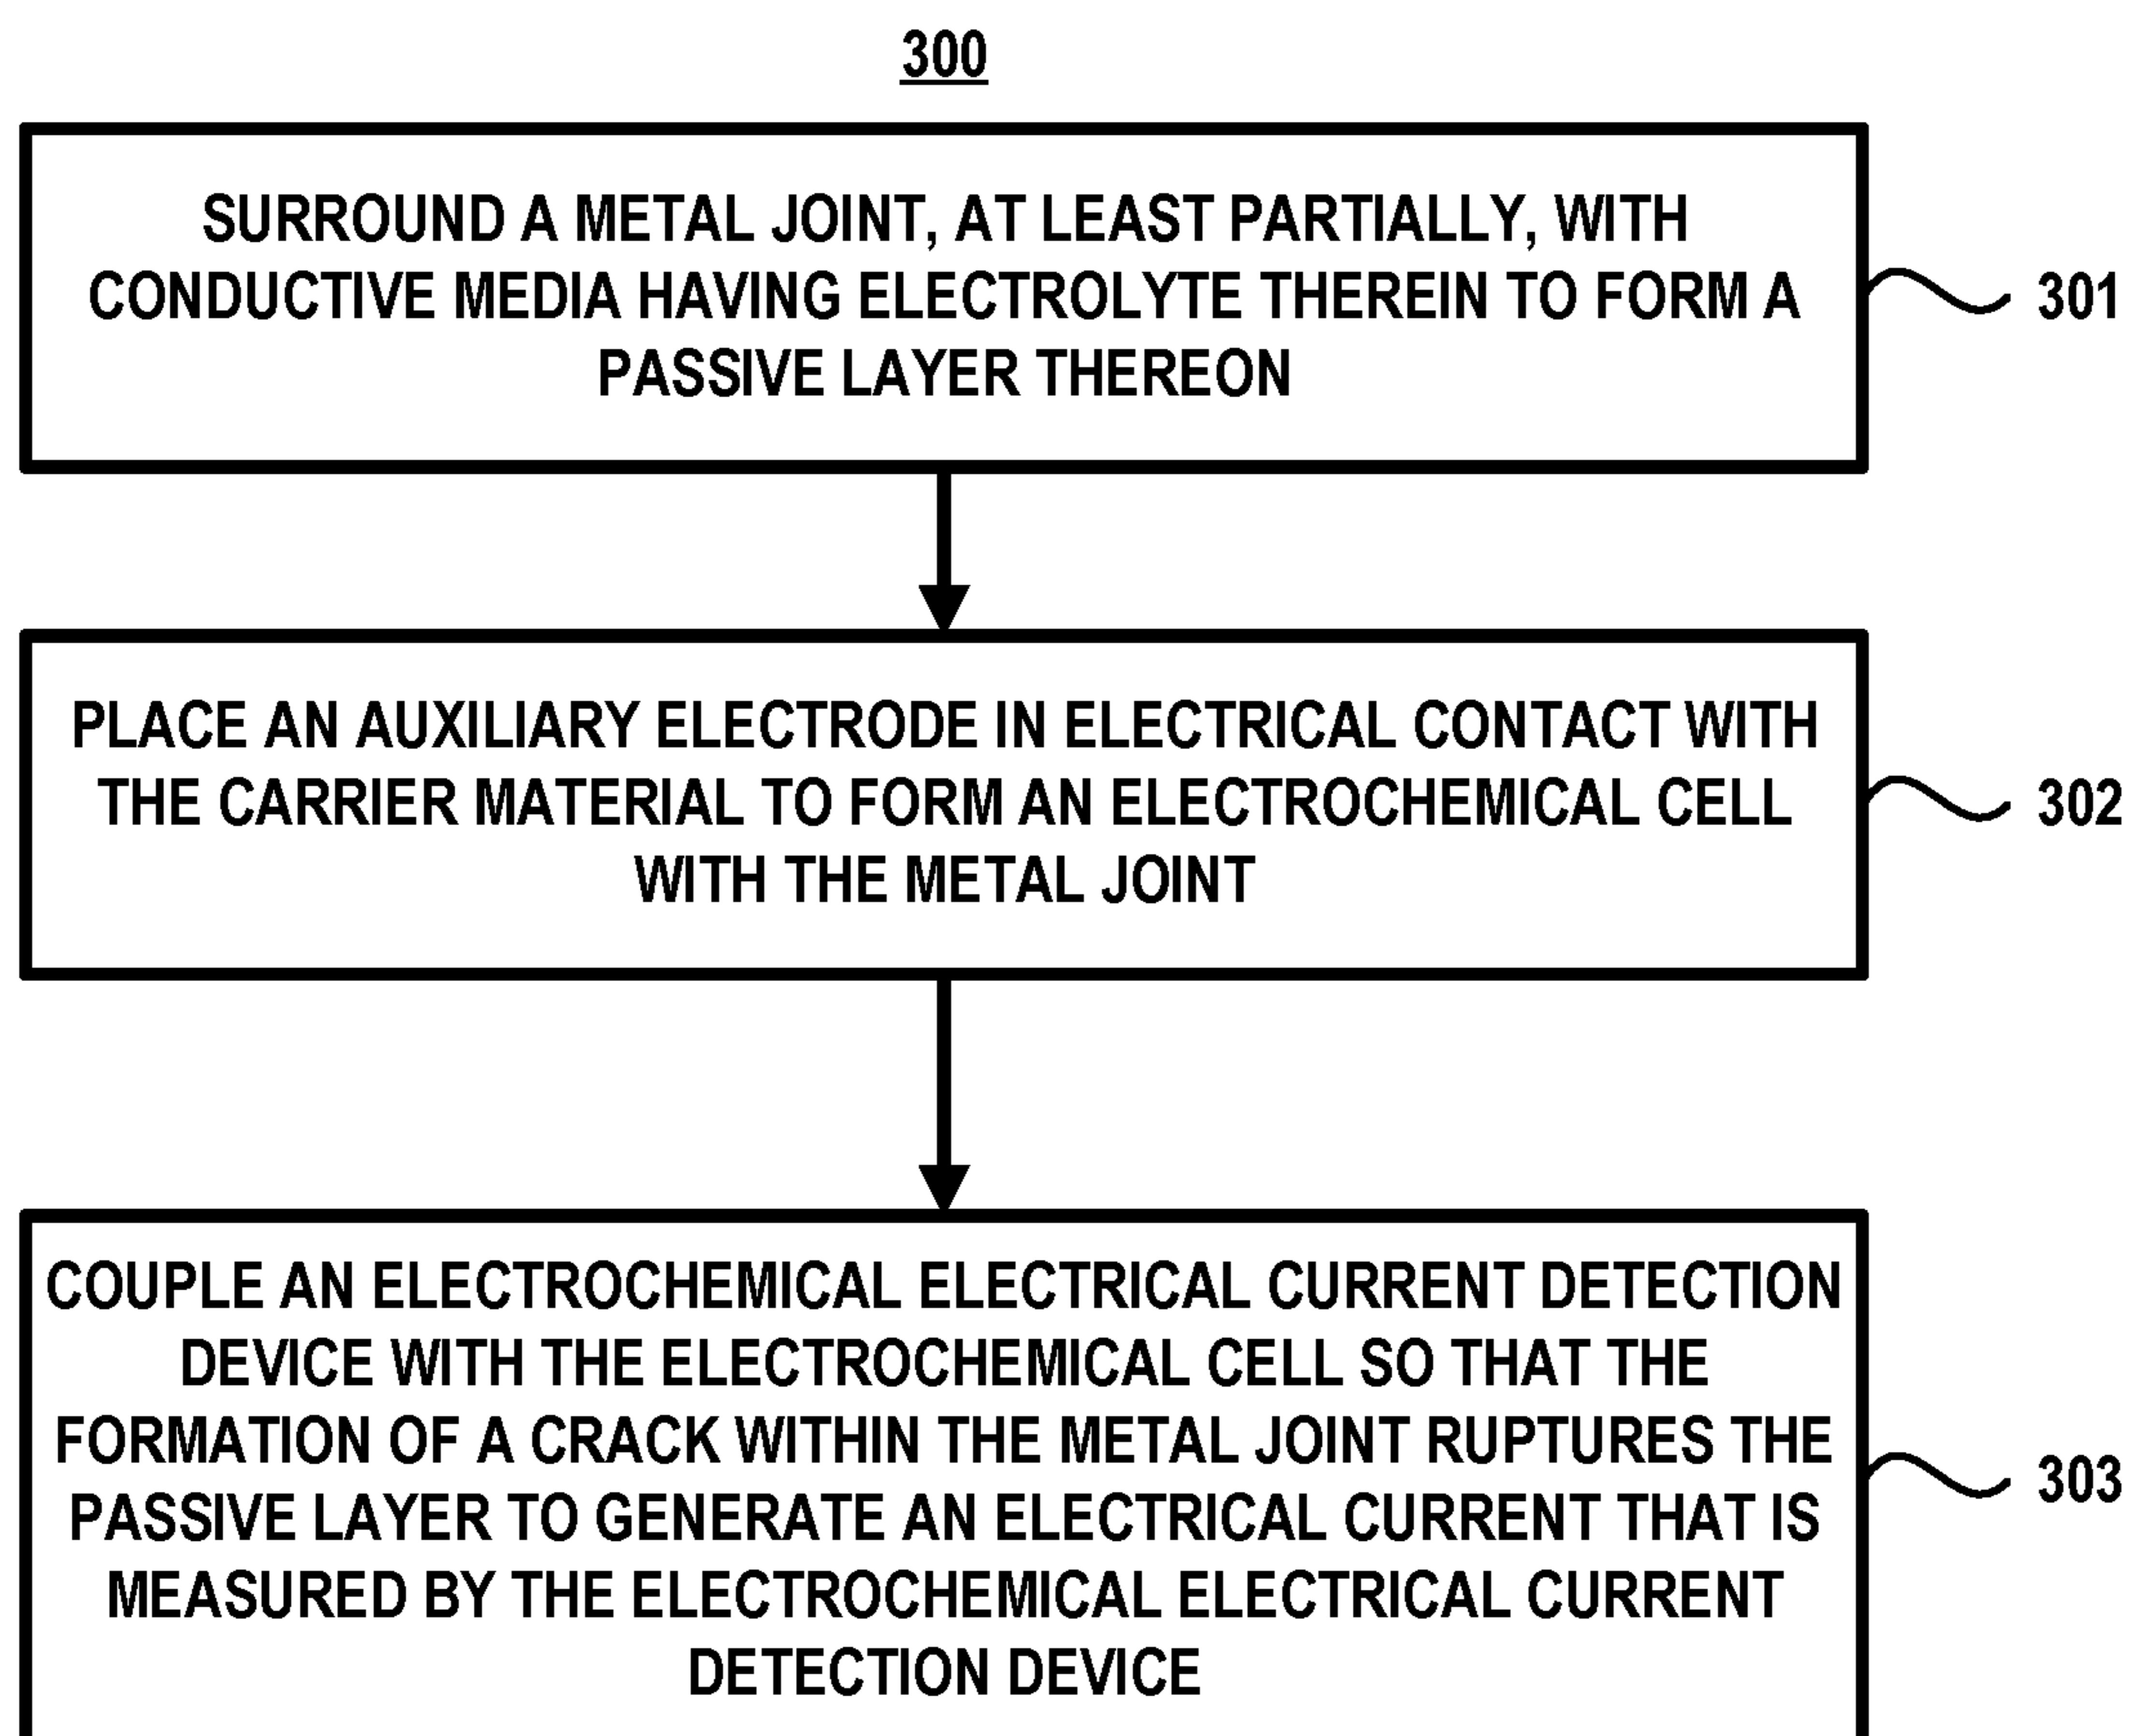 300
SURROUND A METAL JOINT, AT LEAST PARTIALLY, WITH
CONDUCTIVE MEDIA HAVING ELECTROLYTE THEREIN TO FORM A
PASSIVE LAYER THEREON
301
PLACE AN AUXILIARY ELECTRODE IN ELECTRICAL CONTACT WITH
THE CARRIER MATERIAL TO FORM AN ELECTROCHEMICAL CELL
WITH THE METAL JOINT
302
COUPLE AN ELECTROCHEMICAL ELECTRICAL CURRENT DETECTION
DEVICE WITH THE ELECTROCHEMICAL CELL SO THAT THE
FORMATION OF A CRACK WITHIN THE METAL JOINT RUPTURES THE
PASSIVE LAYER TO GENERATE AN ELECTRICAL CURRENT THAT IS
MEASURED BY THE ELECTROCHEMICAL ELECTRICAL CURRENT
DETECTION DEVICE
303